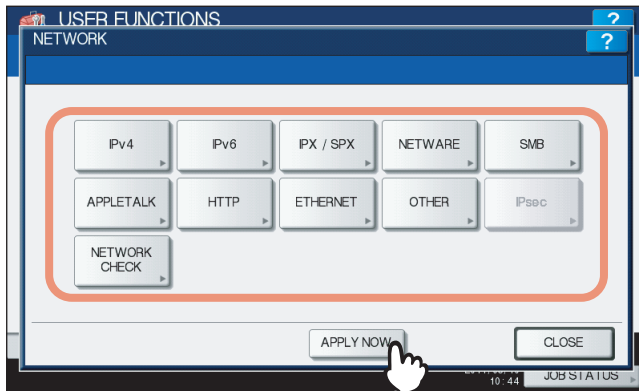 USER FUNCTIONS
?
NETWORK
?
IPv4
IPv6
IPX / SPX
NETWARE
SMB
APPLETALK
HTTP
ETHERNET
OTHER
IPsec
NETWORK
CHECK
APPLY NOW
CLOSE
10:44
JOB STATUS